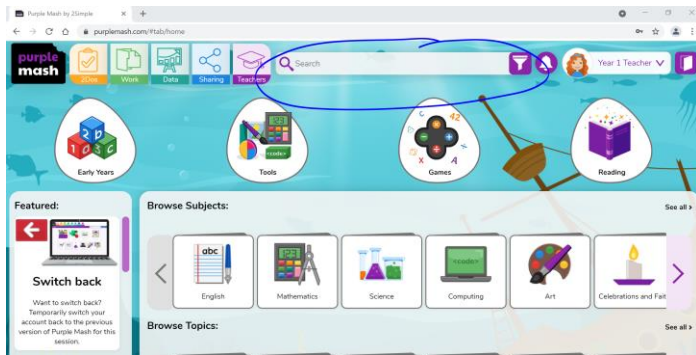 Purple Mash by 2Simple
purplemash.com/#tab/home
purple
mash
2Dos
Work
Data
Sharing
Teachers
Search
Year 1 Teacher
Early Years
Tools
Games
Reading
Featured:
Switch back
Want to switch back?
Temporarily switch your
account back to the previous
version of Purple Mash for this
session.
Browse Subjects:
See all
abc
English
Mathematics
Science
<code>
Computing
Art
Celebrations and Fait
Browse Topics:
See all